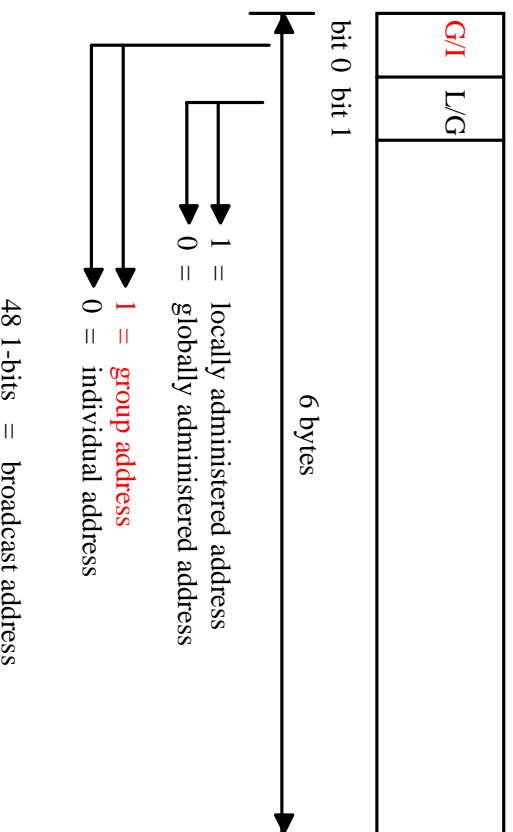 G/I L/G
bit 0 bit 1
6 bytes
1 = locally administered address
0 = globally administered address
1 = group address
0 = individual address
48 1-bits = broadcast address